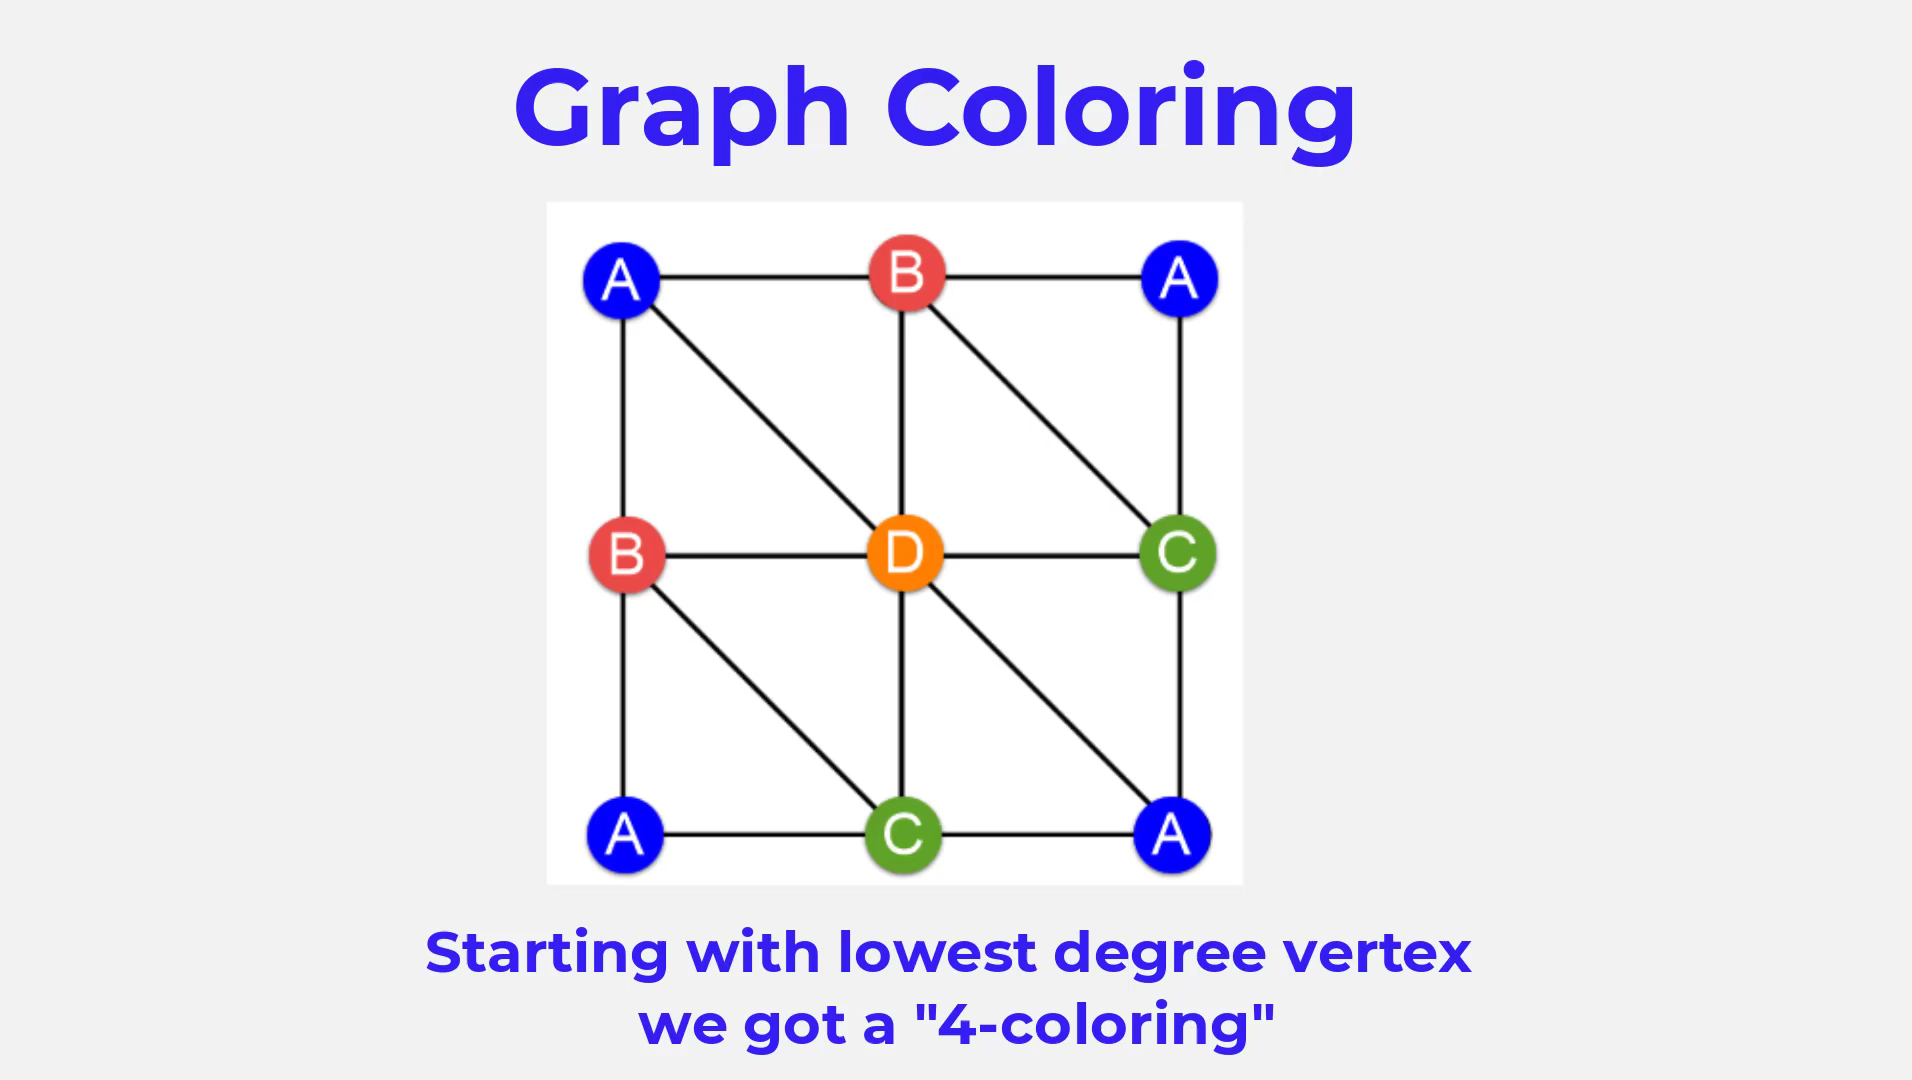 Graph Coloring
A B A
B D C
A C A
Starting with lowest degree vertex
we got a "4-coloring"